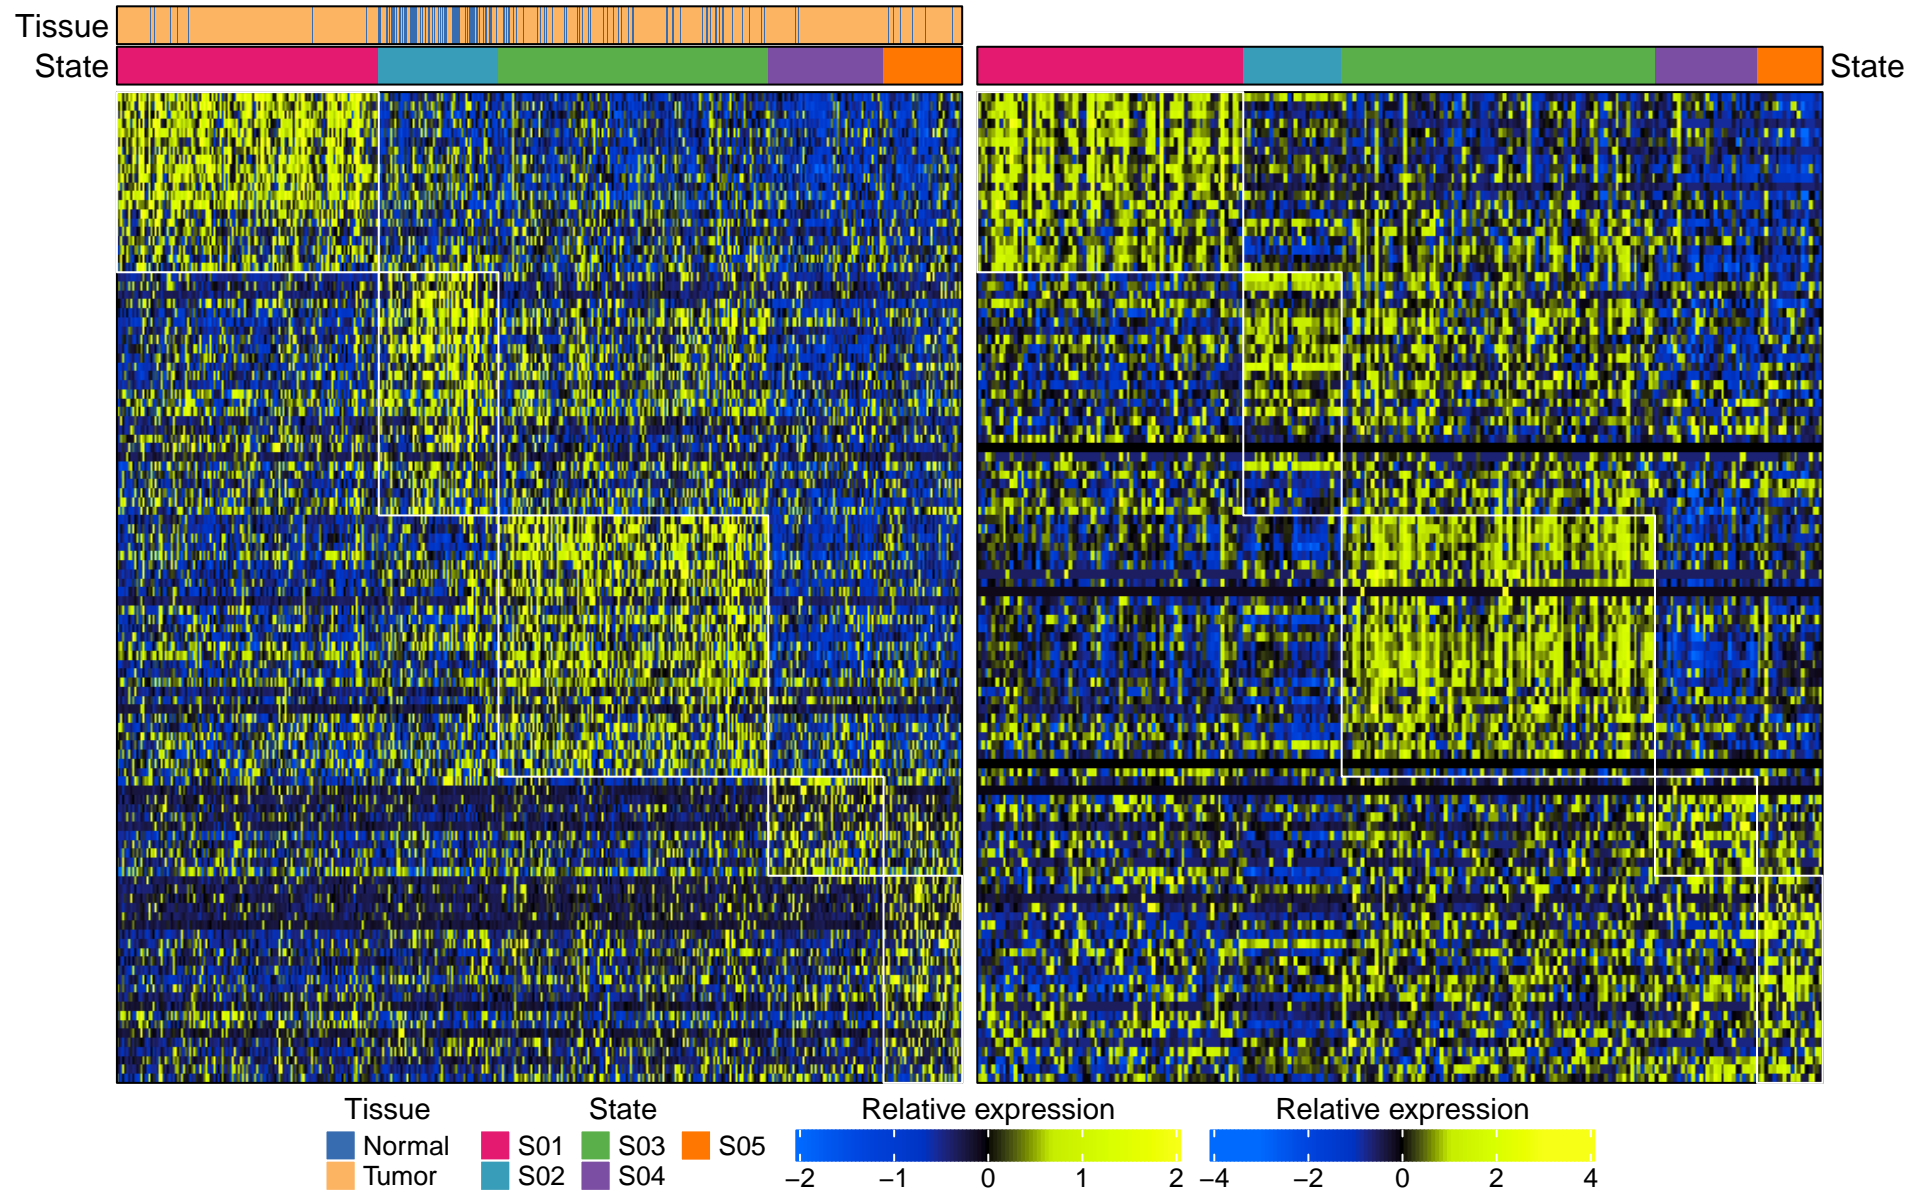 Tissue
State
State
Tissue State Relative expression Relative expression
Normal S01 S03 S05
Tumor S02 S04
−2 −1 0 1 2 −4 −2 0 2 4